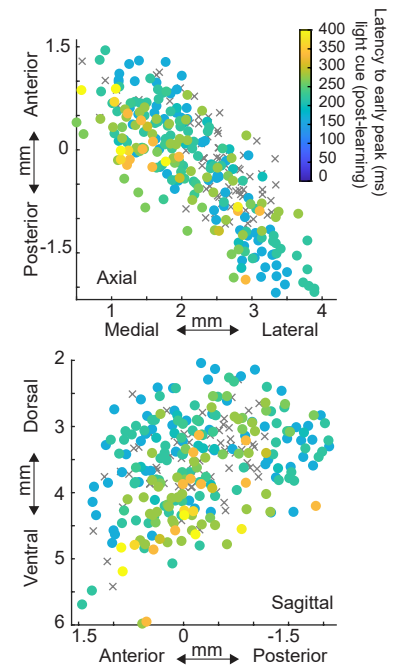 1.5
0
-1.5
Anterior
mm
Posterior
Axial
1 2 3 4
Medial mm Lateral
400
350
300
250
200
150
100
50
0
Latency to early peak (ms)
light cue (post-learning)
2
3
4
5
6
Dorsal
mm
Ventral
Sagittal
1.5 0 -1.5
Anterior mm Posterior